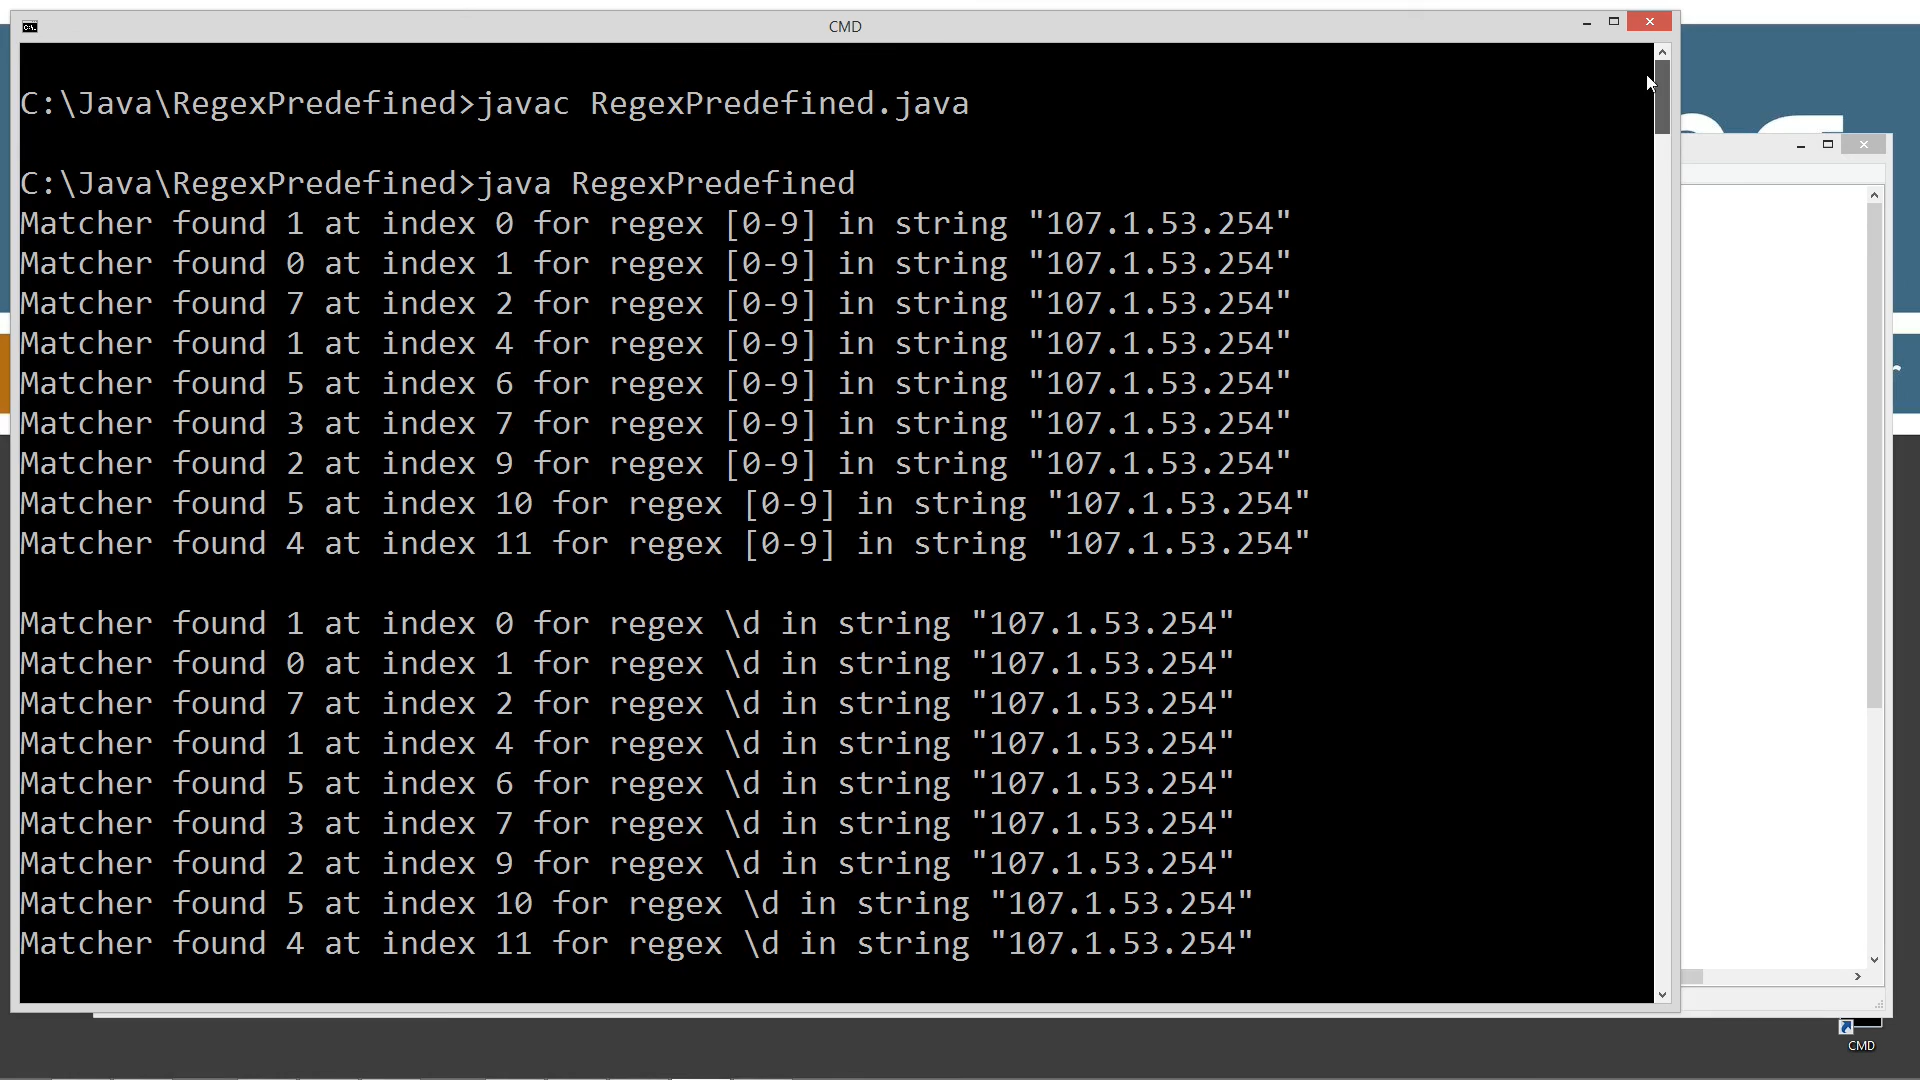 CMD
C:\Java\RegexPredefined>javac RegexPredefined.java
C:\Java\RegexPredefined>java RegexPredefined
Matcher found 1 at index 0 for regex [0-9] in string "107.1.53.254"
Matcher found 0 at index 1 for regex [0-9] in string "107.1.53.254"
Matcher found 7 at index 2 for regex [0-9] in string "107.1.53.254"
Matcher found 1 at index 4 for regex [0-9] in string "107.1.53.254"
Matcher found 5 at index 6 for regex [0-9] in string "107.1.53.254"
Matcher found 3 at index 7 for regex [0-9] in string "107.1.53.254"
Matcher found 2 at index 9 for regex [0-9] in string "107.1.53.254"
Matcher found 5 at index 10 for regex [0-9] in string "107.1.53.254"
Matcher found 4 at index 11 for regex [0-9] in string "107.1.53.254"
Matcher found 1 at index 0 for regex \d in string "107.1.53.254"
Matcher found 0 at index 1 for regex \d in string "107.1.53.254"
Matcher found 7 at index 2 for regex \d in string "107.1.53.254"
Matcher found 1 at index 4 for regex \d in string "107.1.53.254"
Matcher found 5 at index 6 for regex \d in string "107.1.53.254"
Matcher found 3 at index 7 for regex \d in string "107.1.53.254"
Matcher found 2 at index 9 for regex \d in string "107.1.53.254"
Matcher found 5 at index 10 for regex \d in string "107.1.53.254"
Matcher found 4 at index 11 for regex \d in string "107.1.53.254"
CMD